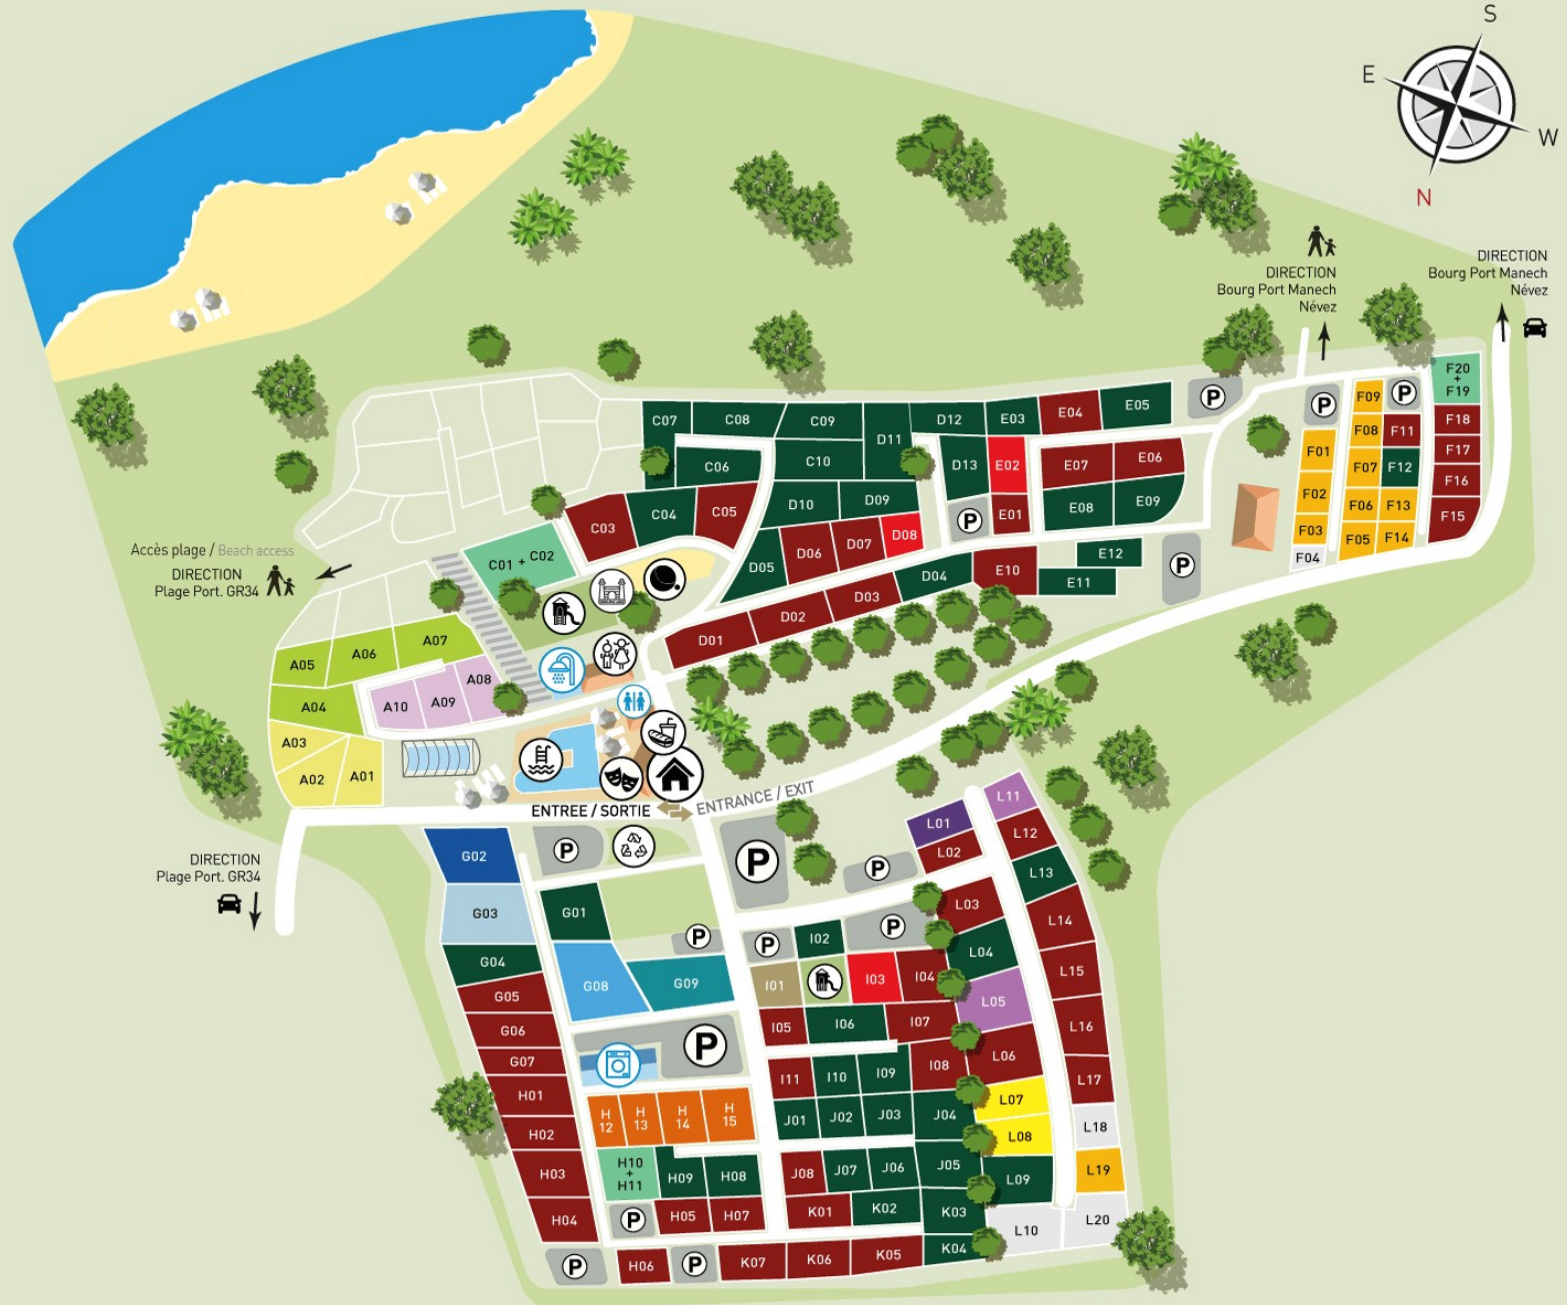 S
E
W
N
DIRECTION
Bourg Port Manech
Névez
DIRECTION
Bourg Port Manech
Névez
F20
+
F19
F18
F17
F16
F15
P
P
P
F09
F08
F07
F06
F05
F11
F12
F13
F14
F01
F02
F03
F04
C07
C08
C09
C10
D11
D12
E03
E04
E05
C06
D13
E02
E07
E06
C03
C04
C05
D10
D09
P
E01
E08
E09
D05
D06
D07
D08
C01 + C02
E12
E11
E10
P
D04
D03
D02
D01
Accès plage / Beach access
DIRECTION
Plage Port. GR34
A07
A06
A05
A04
A08
A09
A10
A03
A02
A01
ENTREE / SORTIE
ENTRANCE / EXIT
DIRECTION
Plage Port. GR34
G02
P
P
P
L01
L02
L11
L12
L13
G03
G01
L03
L14
G04
P
P
I02
P
L04
G05
G08
G09
I01
I03
I04
L05
L15
G06
I05
I06
I07
L16
G07
P
I11
I10
I09
I08
L06
L17
H01
H
12
H
13
H
14
H
15
J01
J02
J03
J04
L07
L08
L18
H02
H03
H10
+
H11
H09
H08
J08
J07
J06
J05
L09
L19
H04
P
H05
H07
K01
K02
K03
L10
L20
P
H06
P
K07
K06
K05
K04